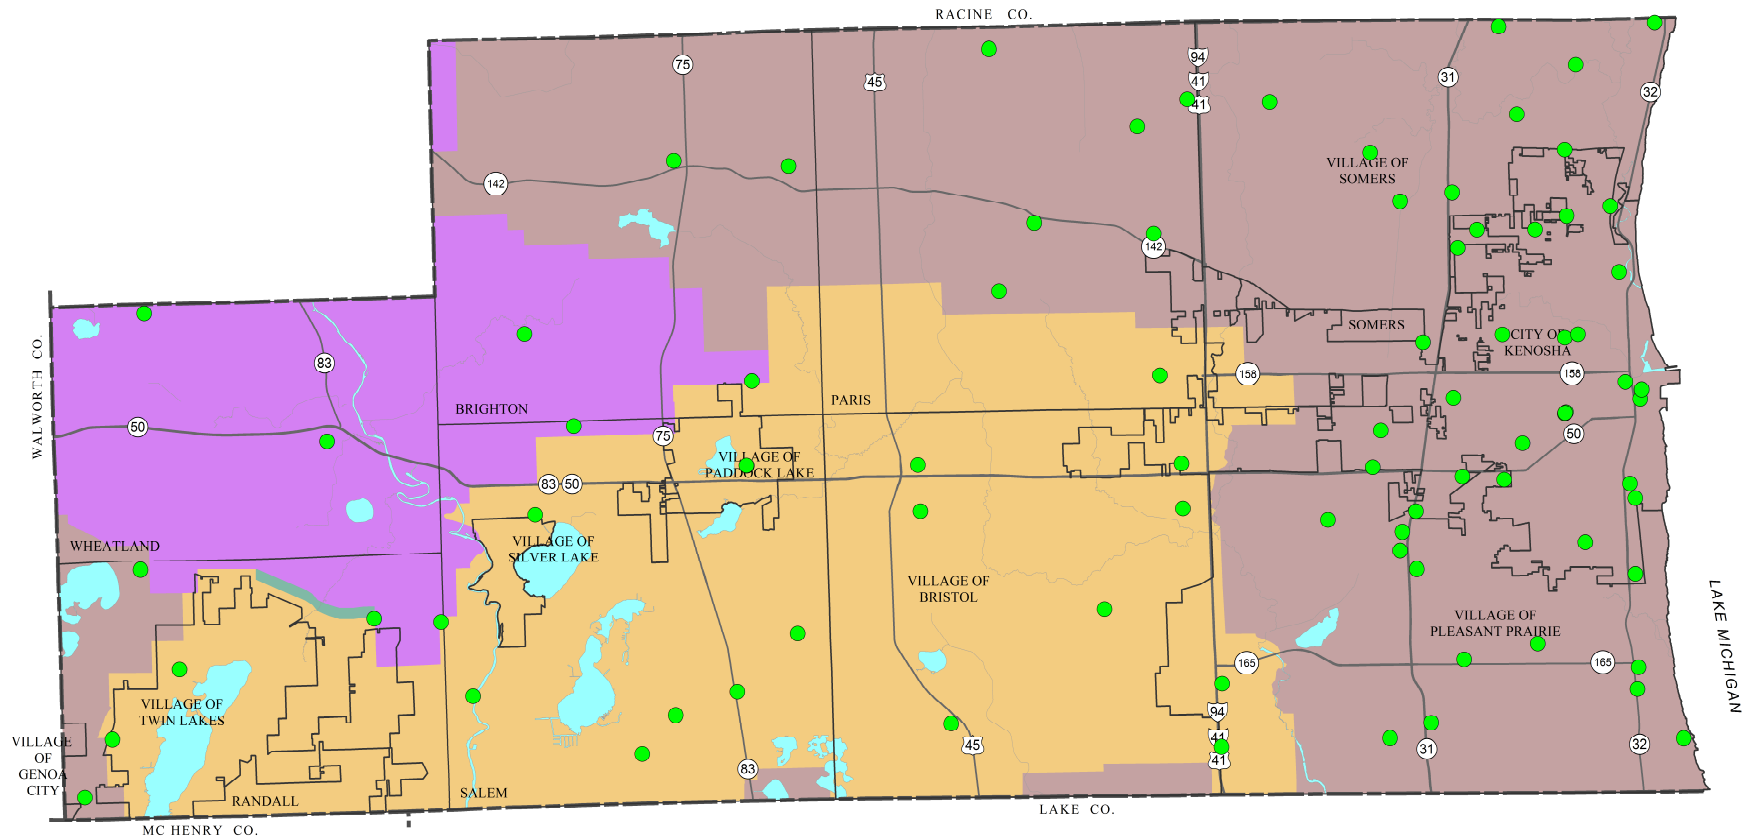 RACINE CO.
94
75
31
41
45
32
41
VILLAGE OF
SOMERS
142
142
SOMERS
CITY OF
KENOSHA
WALWORTH CO.
83
158
158
BRIGHTON
PARIS
50
75
50
VILLAGE OF
PADDOCK LAKE
83
50
WHEATLAND
VILLAGE OF
SILVER LAKE
VILLAGE OF
BRISTOL
VILLAGE OF
PLEASANT PRAIRIE
LAKE MICHIGAN
165
165
VILLAGE OF
TWIN LAKES
94
VILLAGE
OF
GENOA
CITY
41
45
31
32
41
83
RANDALL
SALEM
LAKE CO.
MC HENRY CO.